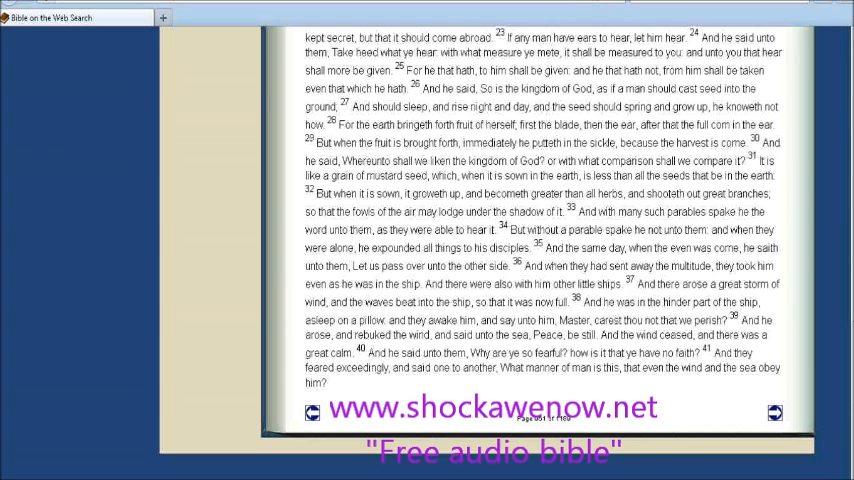 Bible on the Web Search
kept secret, but that it should come abroad. 23 If any man have ears to hear, let him hear. 24 And he said unto
them, Take heed what ye hear: with what measure ye mete, it shall be measured to you: and unto you that hear
shall more be given. 25 For he that hath, to him shall be given: and he that hath not, from him shall be taken
even that which he hath. 26 And he said, So is the kingdom of God, as if a man should cast seed into the
ground; 27 And should sleep, and rise night and day, and the seed should spring and grow up, he knoweth not
how. 28 For the earth bringeth forth fruit of herself; first the blade, then the ear, after that the full corn in the ear.
29 But when the fruit is brought forth, immediately he putteth in the sickle, because the harvest is come. 30 And
he said, Whereunto shall we liken the kingdom of God? or with what comparison shall we compare it? 31 It is
like a grain of mustard seed, which, when it is sown in the earth, is less than all the seeds that be in the earth:
32 But when it is sown, it groweth up, and becometh greater than all herbs, and shooteth out great branches;
so that the fowls of the air may lodge under the shadow of it. 33 And with many such parables spake he the
word unto them, as they were able to hear it. 34 But without a parable spake he not unto them: and when they
were alone, he expounded all things to his disciples. 35 And the same day, when the even was come, he saith
unto them, Let us pass over unto the other side. 36 And when they had sent away the multitude, they took him
even as he was in the ship. And there were also with him other little ships. 37 And there arose a great storm of
wind, and the waves beat into the ship, so that it was now full. 38 And he was in the hinder part of the ship,
asleep on a pillow: and they awake him, and say unto him, Master, carest thou not that we perish? 39 And he
arose, and rebuked the wind, and said unto the sea, Peace, be still. And the wind ceased, and there was a
great calm. 40 And he said unto them, Why are ye so fearful? how is it that ye have no faith? 41 And they
feared exceedingly, and said one to another, What manner of man is this, that even the wind and the sea obey
him?
www.shockawenow.net
"Free audio bible"